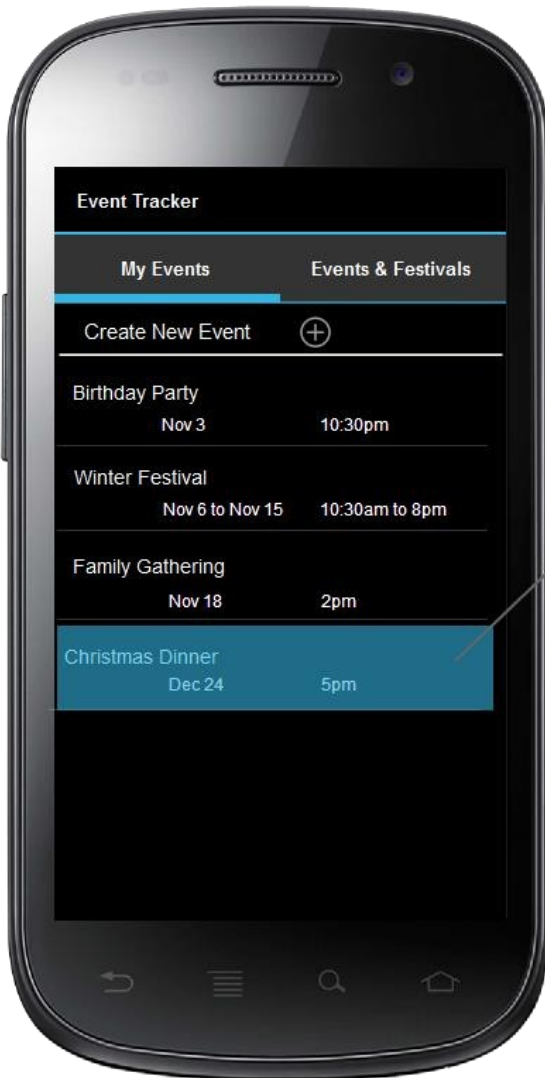 Event Tracker
My Events Events & Festivals
Create New Event
Birthday Party
Nov 3 10:30pm
Winter Festival
Nov 6 to Nov 15 10:30am to 8pm
Family Gathering
Nov 18 2pm
Christmas Dinner
Dec 24 5pm